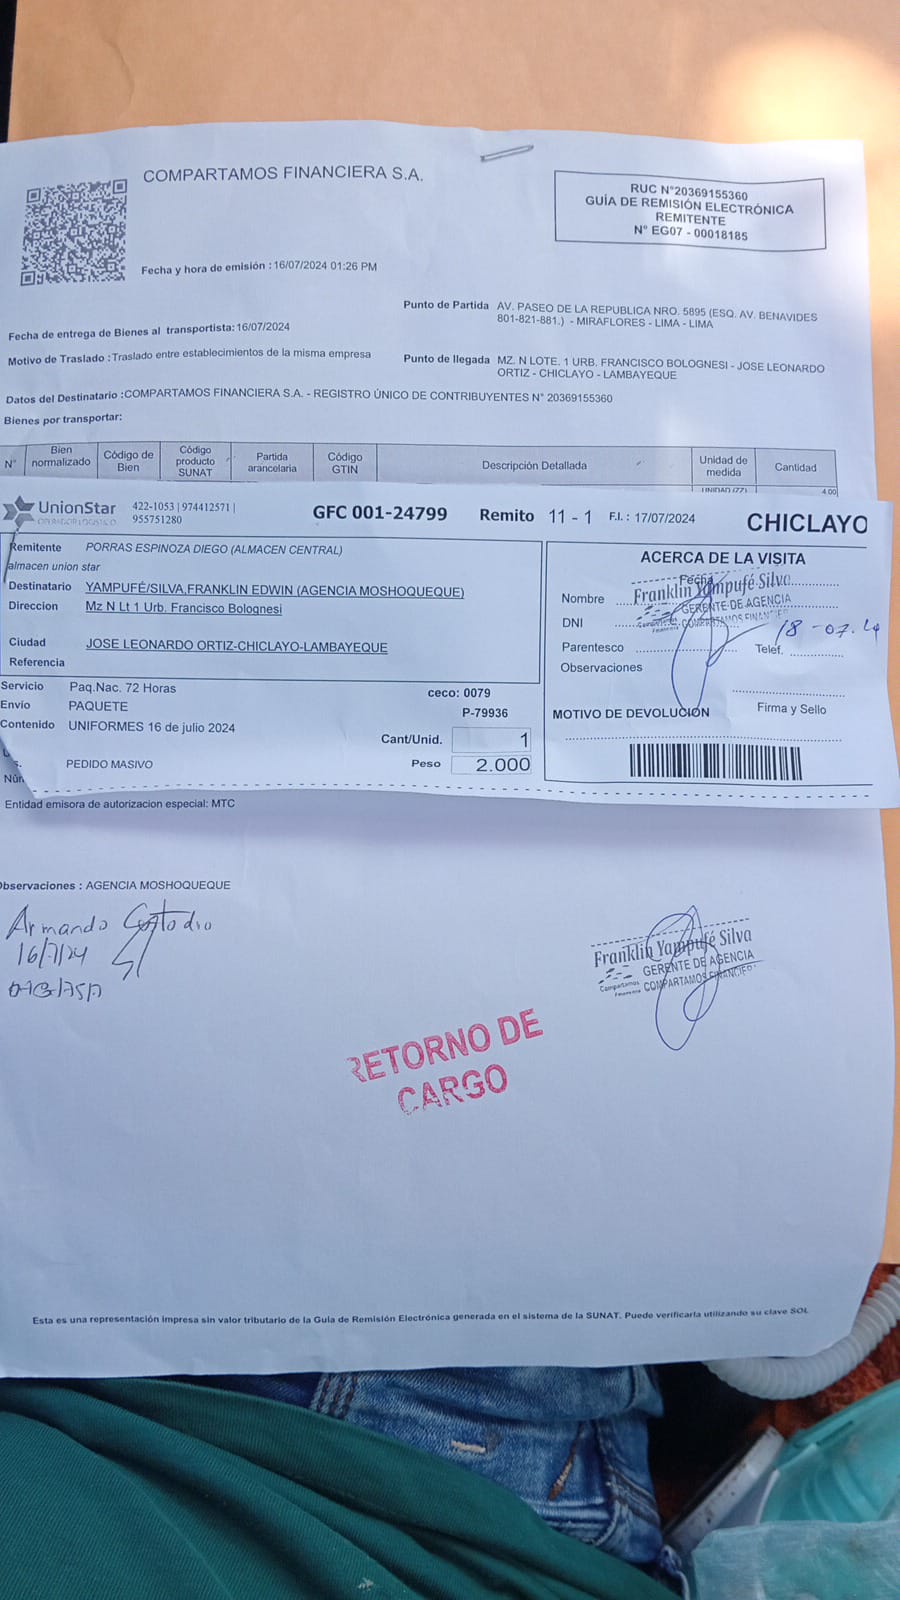 COMPARTAMOS FINANCIERA S.A.
RUC N°20369155360
GUÍA DE REMISIÓN ELECTRÓNICA
REMITENTE
N° EG07 - 00018185
Fecha y hora de emisión : 16/07/2024 01:26 PM
Fecha de entrega de Bienes al transportista: 16/07/2024
Motivo de Traslado : Traslado entre establecimientos de la misma empresa
Punto de Partida AV. PASEO DE LA REPUBLICA NRO. 5895 (ESQ. AV. BENAVIDES
801-821-881.) - MIRAFLORES - LIMA - LIMA
Punto de llegada MZ. N LOTE. 1 URB. FRANCISCO BOLOGNESI - JOSE LEONARDO
ORTIZ - CHICLAYO - LAMBAYEQUE
Datos del Destinatario :COMPARTAMOS FINANCIERA S.A. - REGISTRO ÚNICO DE CONTRIBUYENTES N° 20369155360
Bienes por transportar:
N° Bien normalizado Código de Bien Código producto SUNAT Partida arancelaria Código GTIN Descripción Detallada Unidad de medida Cantidad
UNIDAD (ZZ) 4.00
UnionStar
OPERADOR LOGISTICO
422-1053 | 974412571 |
955751280
GFC 001-24799 Remito 11 - 1 F.I. : 17/07/2024 CHICLAYO
Remitente PORRAS ESPINOZA DIEGO (ALMACEN CENTRAL)
almacen union star
Destinatario YAMPUFÉ/SILVA,FRANKLIN EDWIN (AGENCIA MOSHOQUEQUE)
Direccion Mz N Lt 1 Urb. Francisco Bolognesi
Ciudad JOSE LEONARDO ORTIZ-CHICLAYO-LAMBAYEQUE
Referencia
Servicio Paq.Nac. 72 Horas
Envio PAQUETE
Contenido UNIFORMES 16 de julio 2024
PEDIDO MASIVO
ceco: 0079
P-79936
Cant/Unid. 1
Peso 2.000
ACERCA DE LA VISITA
Fecha
Nombre
DNI
Parentesco
Telef.
Observaciones
Franklin Yampufé Silva
GERENTE DE AGENCIA
COMPARTAMOS FINANCIER
18-07.24
MOTIVO DE DEVOLUCIÓN
Firma y Sello
Entidad emisora de autorizacion especial: MTC
Observaciones : AGENCIA MOSHOQUEQUE
Armando Custodio
16/7/24
Franklin Yampufé Silva
GERENTE DE AGENCIA
Compartamos Financiera COMPARTAMOS FINANCIER
RETORNO DE
CARGO
Esta es una representación impresa sin valor tributario de la Guía de Remisión Electrónica generada en el sistema de la SUNAT. Puede verificarla utilizando su clave SOL